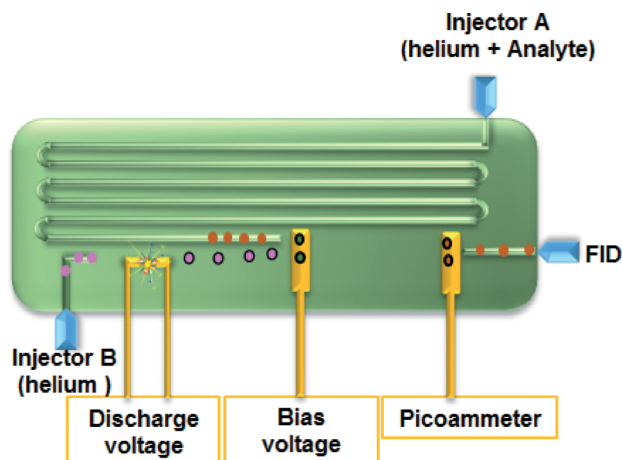 Injector A
(helium + Analyte)
FID
Injector B
(helium )
Discharge
voltage
Bias
voltage
Picoammeter